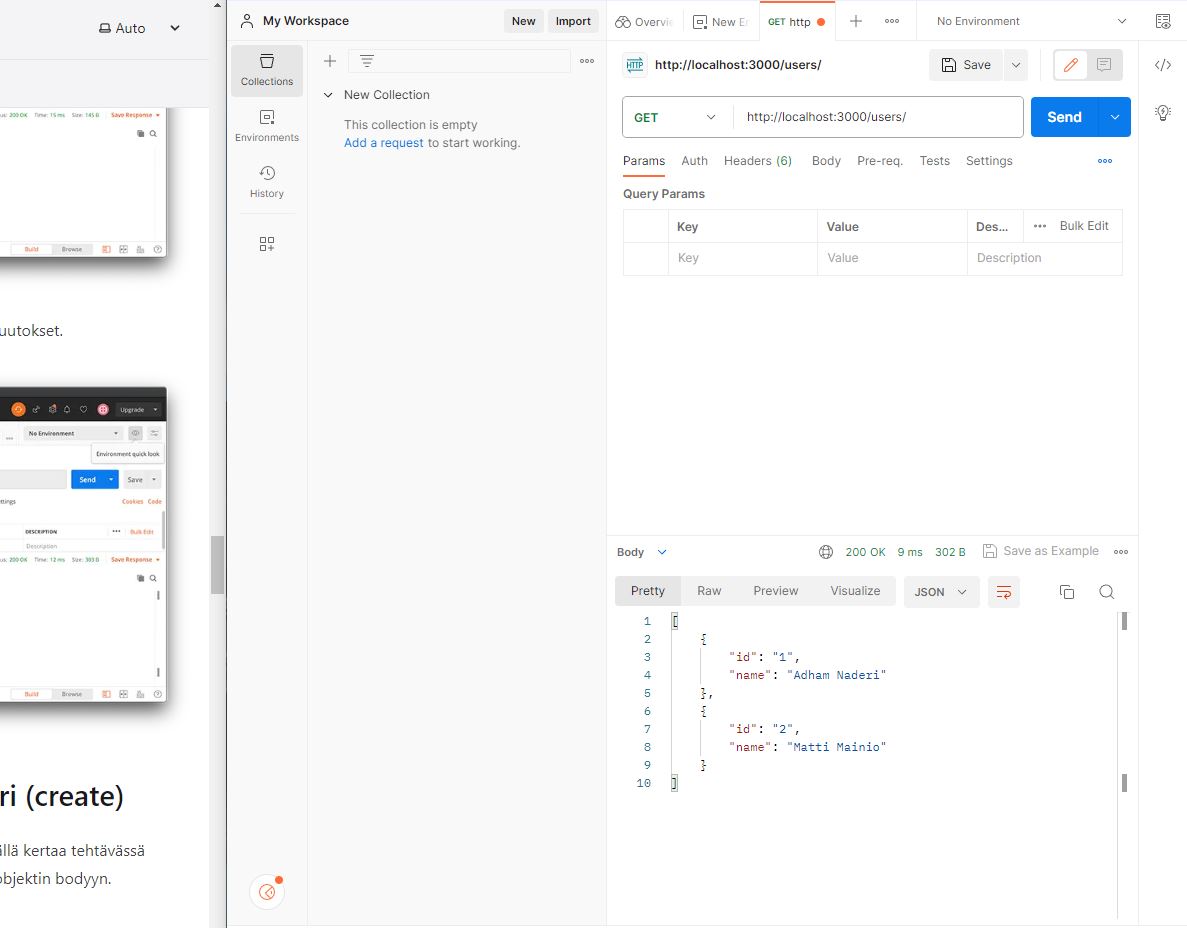 Auto
us: 200 OK Time: 15 ms Size: 145 B Save Response
Build Browse
uutokset.
Upgrade
No Environment
Environment quick look
Send Save
ttings Cookies Code
DESCRIPTION ••• Bulk Edit
Description
us: 200 OK Time: 12 ms Size: 303 B Save Response
Build Browse
ri (create)
ällä kertaa tehtävässä
objektin bodyyn.
My Workspace
New Import
Collections
Environments
History
New Collection
This collection is empty
Add a request to start working.
Overvie
New En
GET http
No Environment
HTTP http://localhost:3000/users/
Save
GET http://localhost:3000/users/
Send
Params Auth Headers (6) Body Pre-req. Tests Settings
Query Params
Key Value Des... ••• Bulk Edit
Key Value Description
Body 200 OK 9 ms 302 B Save as Example
Pretty Raw Preview Visualize JSON
1 [
2 {
3 "id": "1",
4 "name": "Adham Naderi"
5 },
6 {
7 "id": "2",
8 "name": "Matti Mainio"
9 }
10 ]